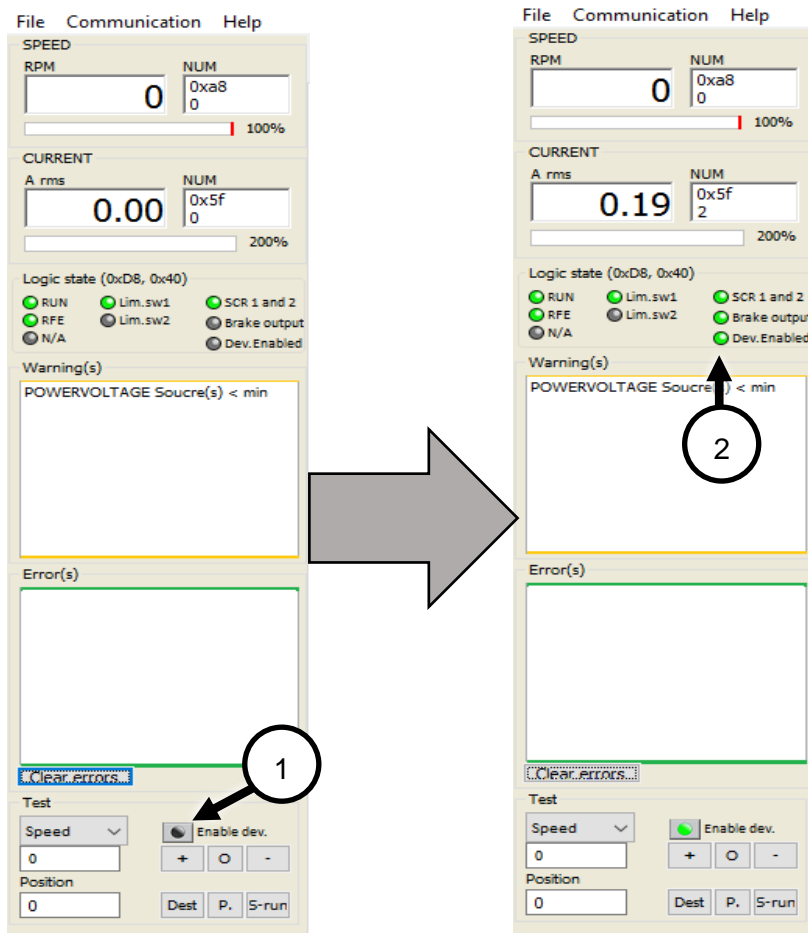 File Communication Help
SPEED
RPM NUM
0 0xa8
0
100%
CURRENT
A rms NUM
0.00 0x5f
0
200%
Logic state (0xD8, 0x40)
RUN Lim.sw1 SCR 1 and 2
RFE Lim.sw2 Brake output
N/A Dev.Enabled
Warning(s)
POWERVOLTAGE Soucre(s) < min
Error(s)
Clear errors...
1
Test
Speed Enable dev.
0 + O -
Position
0 Dest P. S-run
File Communication Help
SPEED
RPM NUM
0 0xa8
0
100%
CURRENT
A rms NUM
0.19 0x5f
2
200%
Logic state (0xD8, 0x40)
RUN Lim.sw1 SCR 1 and 2
RFE Lim.sw2 Brake output
N/A Dev.Enabled
Warning(s)
POWERVOLTAGE Soucre(s) < min
2
Error(s)
Clear errors...
Test
Speed Enable dev.
0 + O -
Position
0 Dest P. S-run